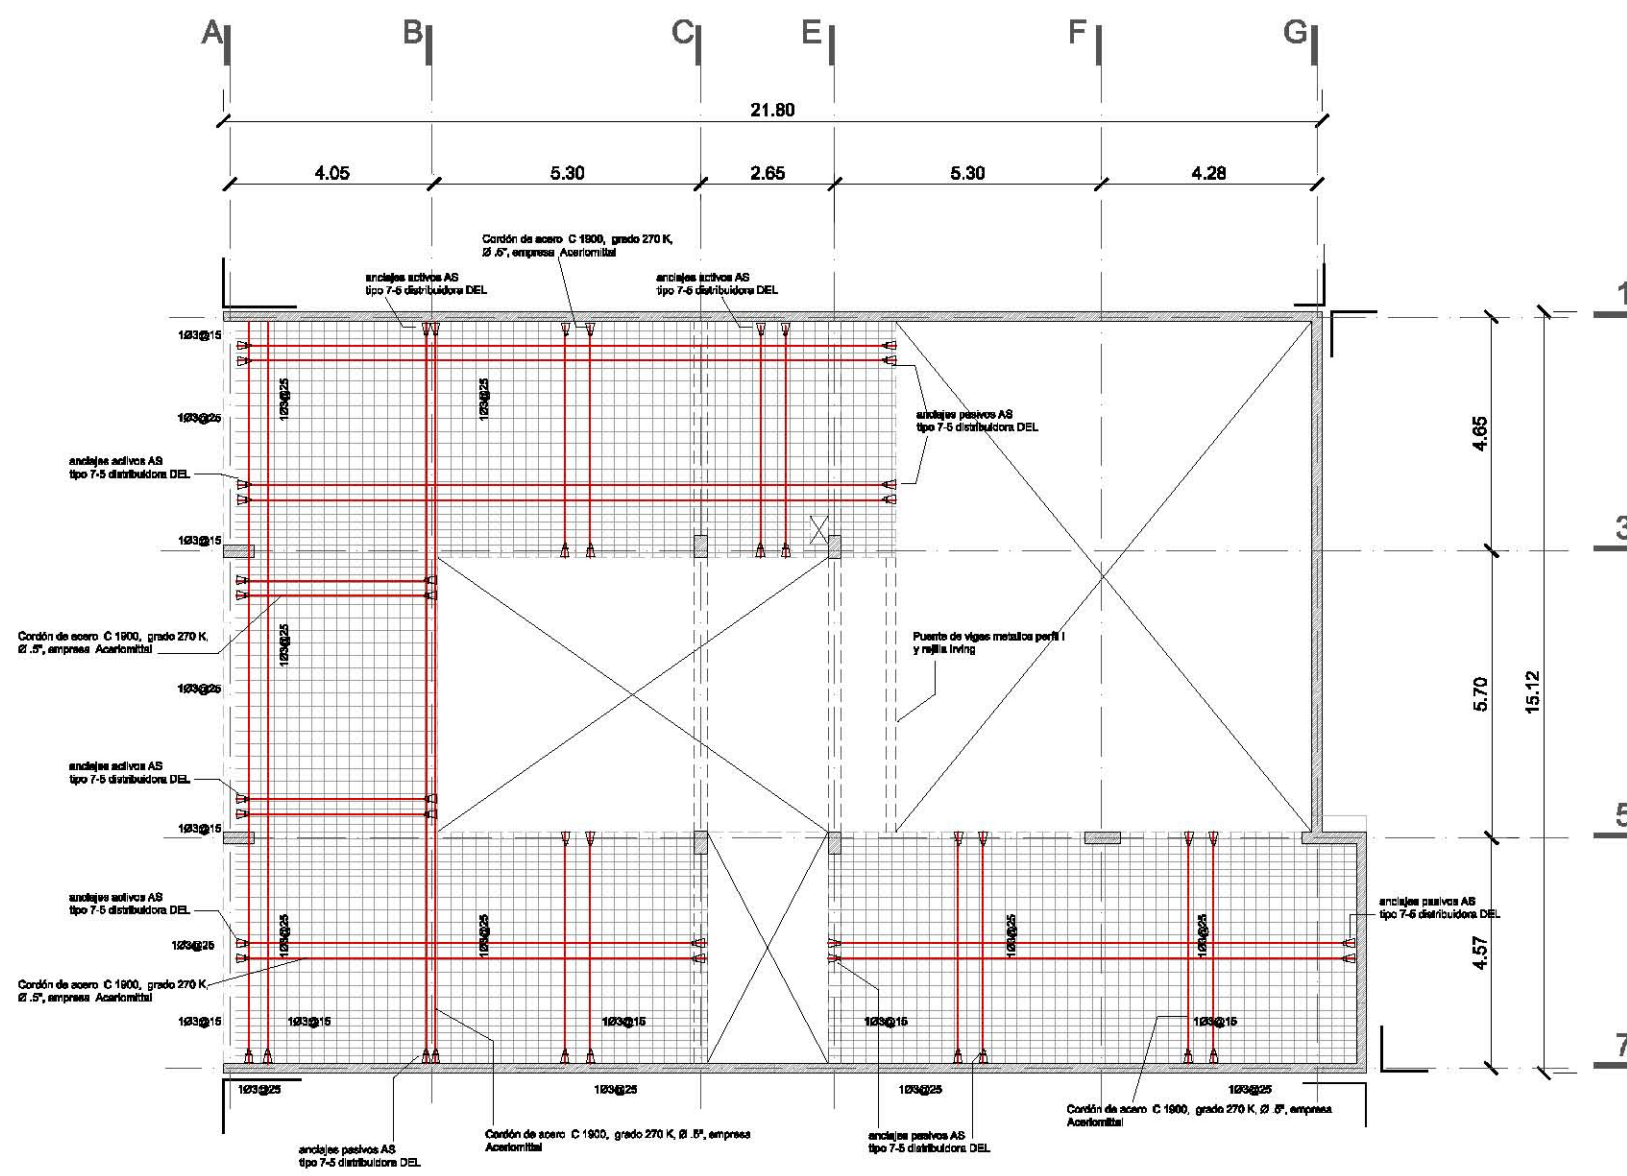 A B C E F G
21.80
4.05 5.30 2.65 5.30 4.28
Cordón de acero C 1900, grado 270 K,
Ø .5", empresa Acerlomittal
anclajes activos AS
tipo 7-5 distribuidora DEL
anclajes activos AS
tipo 7-5 distribuidora DEL
1
1Ø3@15
1Ø3@25
1Ø3@25
1Ø3@25
anclajes pasivos AS
tipo 7-5 distribuidora DEL
4.65
anclajes activos AS
tipo 7-5 distribuidora DEL
1Ø3@15
3
Cordón de acero C 1900, grado 270 K,
Ø .5", empresa Acerlomittal
1Ø3@25
Puente de vigas metalica perfil I
y rejilla Irving
1Ø3@25
5.70
15.12
anclajes activos AS
tipo 7-5 distribuidora DEL
1Ø3@15
5
anclajes activos AS
tipo 7-5 distribuidora DEL
anclajes pasivos AS
tipo 7-5 distribuidora DEL
1Ø3@25
1Ø3@25
1Ø3@25
1Ø3@25
1Ø3@25
4.57
Cordón de acero C 1900, grado 270 K,
Ø .5", empresa Acerlomittal
1Ø3@15
1Ø3@15
1Ø3@15
1Ø3@15
1Ø3@15
7
1Ø3@25
1Ø3@25
1Ø3@25
1Ø3@25
Cordón de acero C 1900, grado 270 K, Ø .5", empresa
Acerlomittal
Cordón de acero C 1900, grado 270 K, Ø .5", empresa
Acerlomittal
anclajes pasivos AS
tipo 7-5 distribuidora DEL
anclajes pasivos AS
tipo 7-5 distribuidora DEL